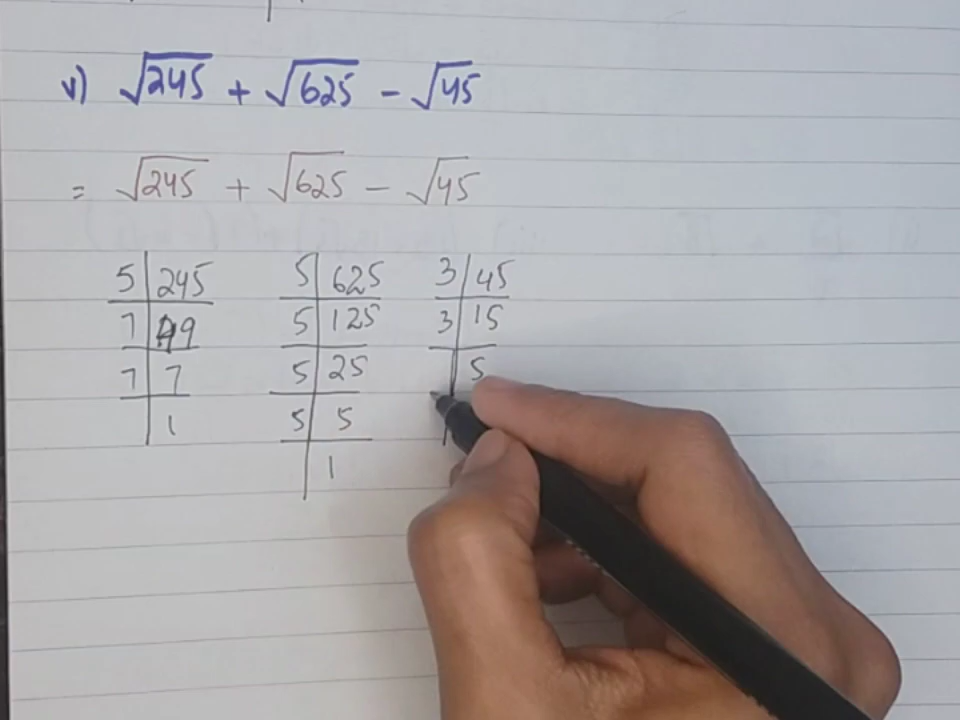 v) √245 + √625 - √45
= √245 + √625 - √45
5 245 5 625 3 45
7 49 5 125 3 15
7 7 5 25 5
1 5 5
1